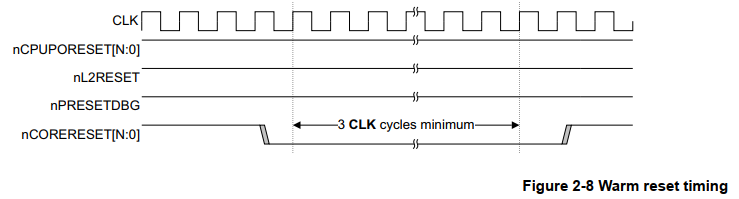 CLK
nCPUPORESET[N:0]
nL2RESET
nPRESETDBG
nCORERESET[N:0]
3 CLK cycles minimum
Figure 2-8 Warm reset timing